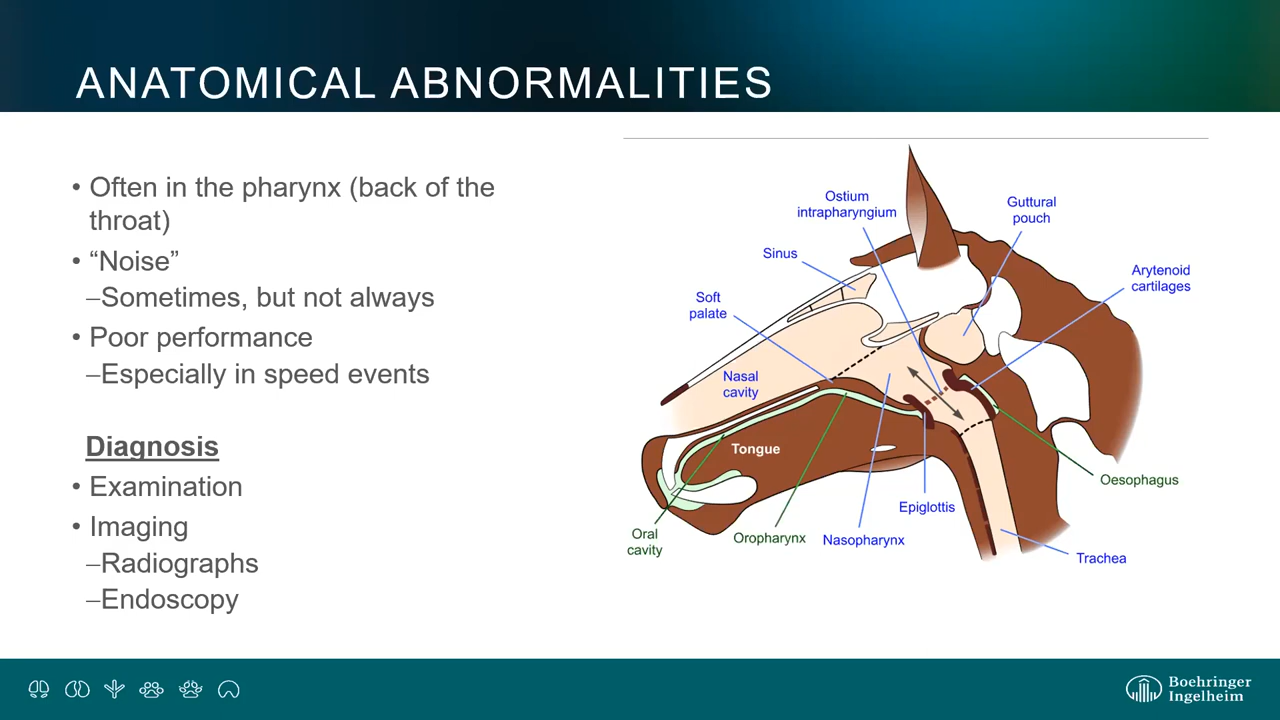 ANATOMICAL ABNORMALITIES
• Often in the pharynx (back of the
throat)
• “Noise”
–Sometimes, but not always
• Poor performance
–Especially in speed events
Diagnosis
• Examination
• Imaging
–Radiographs
–Endoscopy
Ostium
intrapharyngium
Guttural
pouch
Sinus
Arytenoid
cartilages
Soft
palate
Nasal
cavity
Tongue
Oesophagus
Epiglottis
Oral
cavity
Oropharynx
Nasopharynx
Trachea
Boehringer
Ingelheim